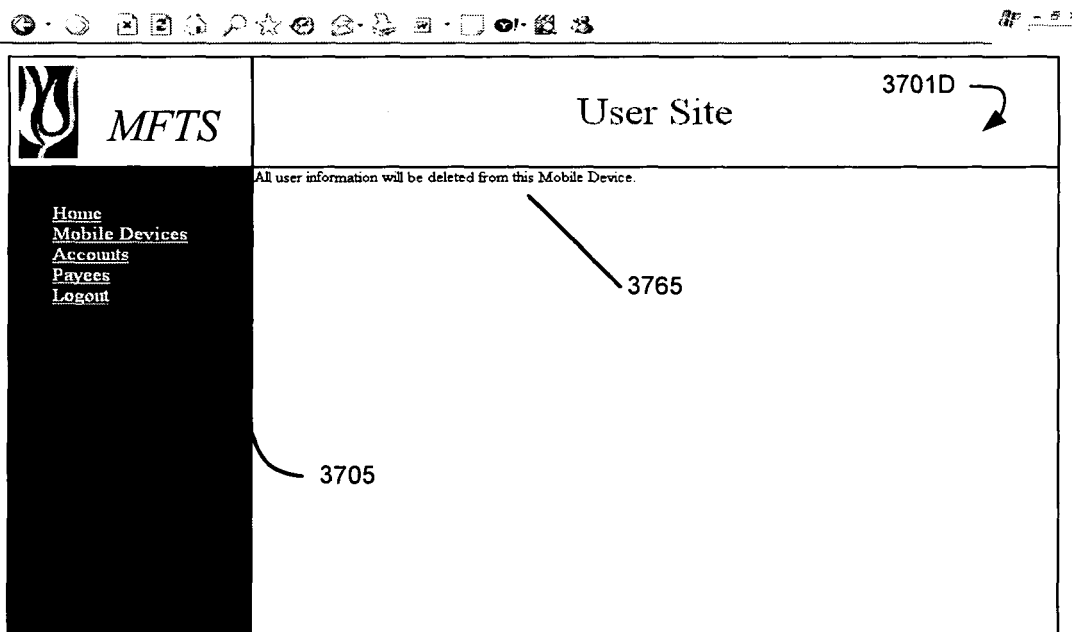 3701D
MFTS
User Site
All user information will be deleted from this Mobile Device.
Home
Mobile Devices
Accounts
Payees
Logout
3765
3705